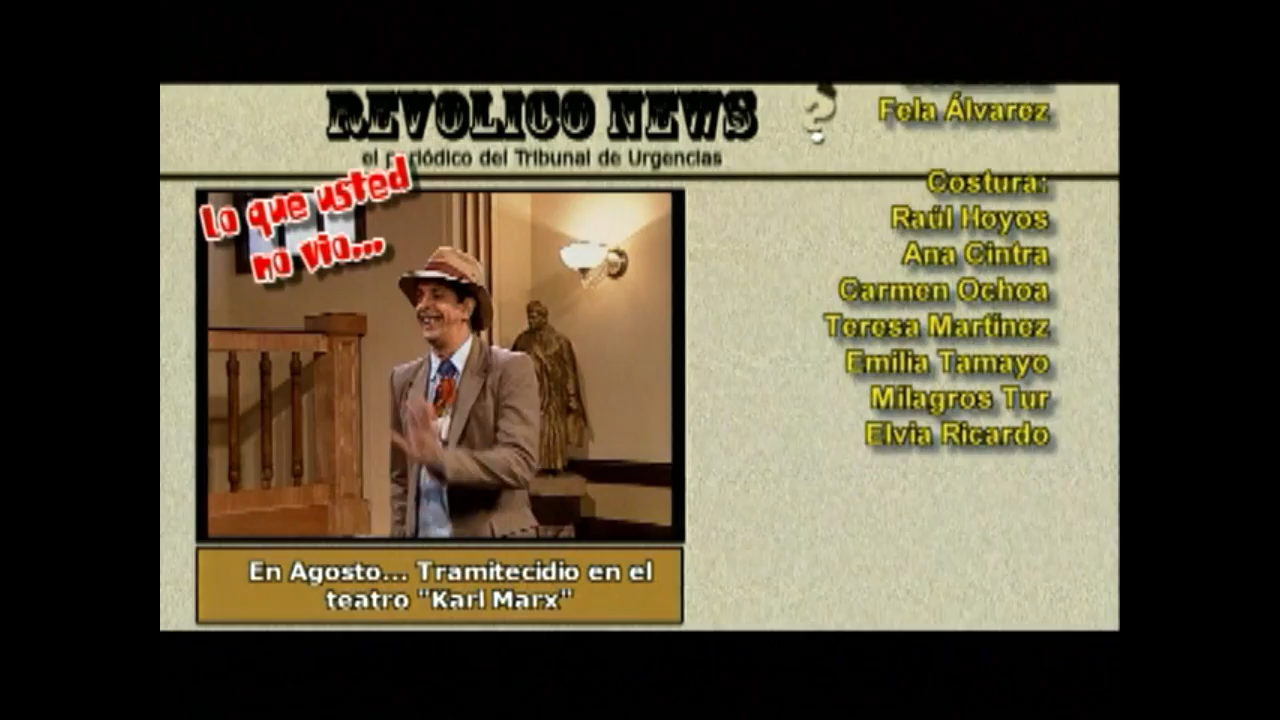 REVOLICO NEWS
el periódico del Tribunal de Urgencias
Lo que usted
no vio...
En Agosto... Tramitecidio en el
teatro "Karl Marx"
?
Fela Álvarez
Costura:
Raúl Hoyos
Ana Cintra
Carmen Ochoa
Teresa Martínez
Emilia Tamayo
Milagros Tur
Elvia Ricardo